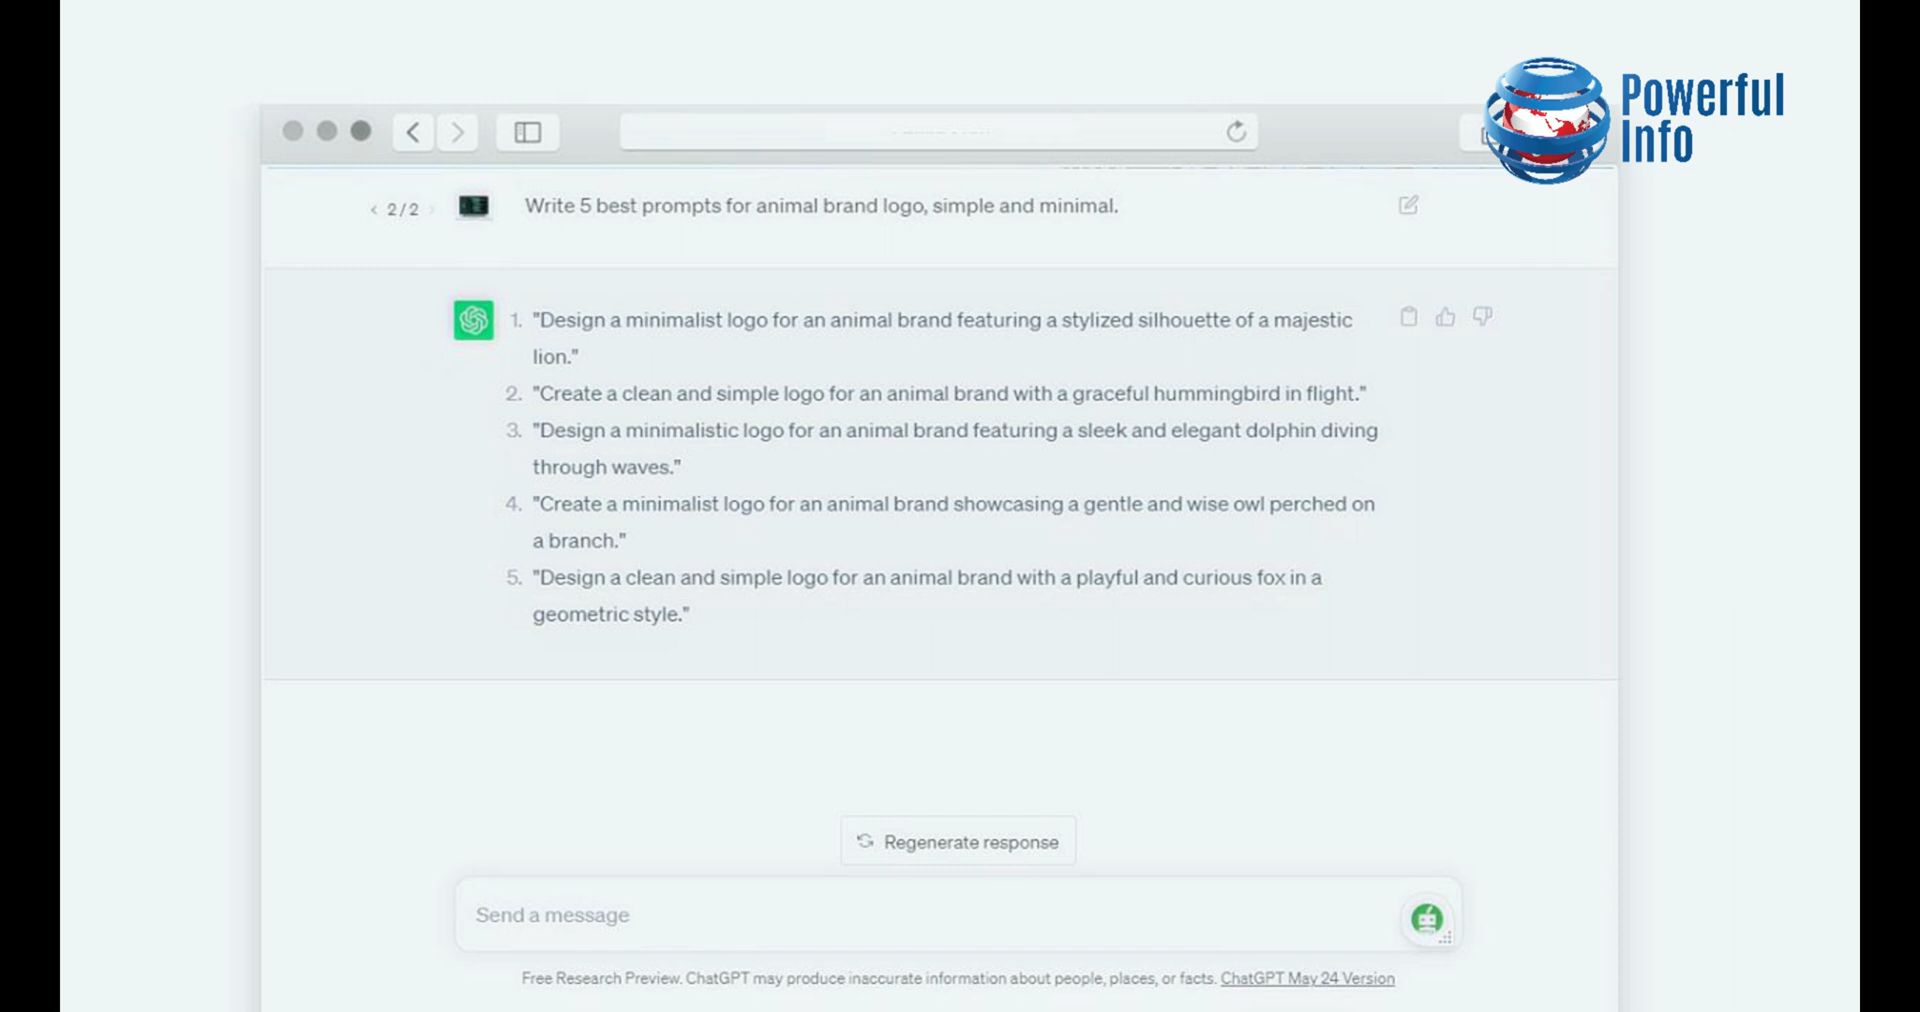 Powerful
Info
< 2/2 >
Write 5 best prompts for animal brand logo, simple and minimal.
1. "Design a minimalist logo for an animal brand featuring a stylized silhouette of a majestic
lion."
2. "Create a clean and simple logo for an animal brand with a graceful hummingbird in flight."
3. "Design a minimalistic logo for an animal brand featuring a sleek and elegant dolphin diving
through waves."
4. "Create a minimalist logo for an animal brand showcasing a gentle and wise owl perched on
a branch."
5. "Design a clean and simple logo for an animal brand with a playful and curious fox in a
geometric style."
Regenerate response
Send a message
Free Research Preview. ChatGPT may produce inaccurate information about people, places, or facts. ChatGPT May 24 Version